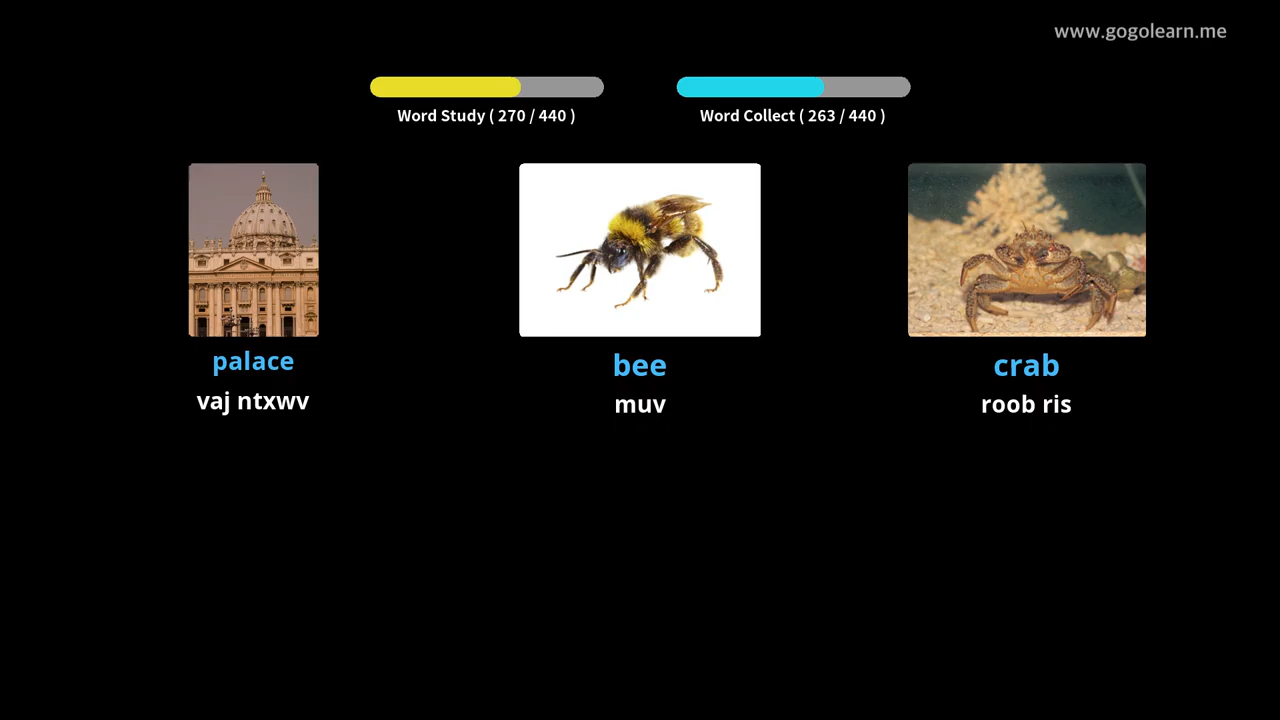 www.gogolearn.me
Word Study ( 270 / 440 )
Word Collect ( 263 / 440 )
palace
vaj ntxwv
bee
muv
crab
roob ris